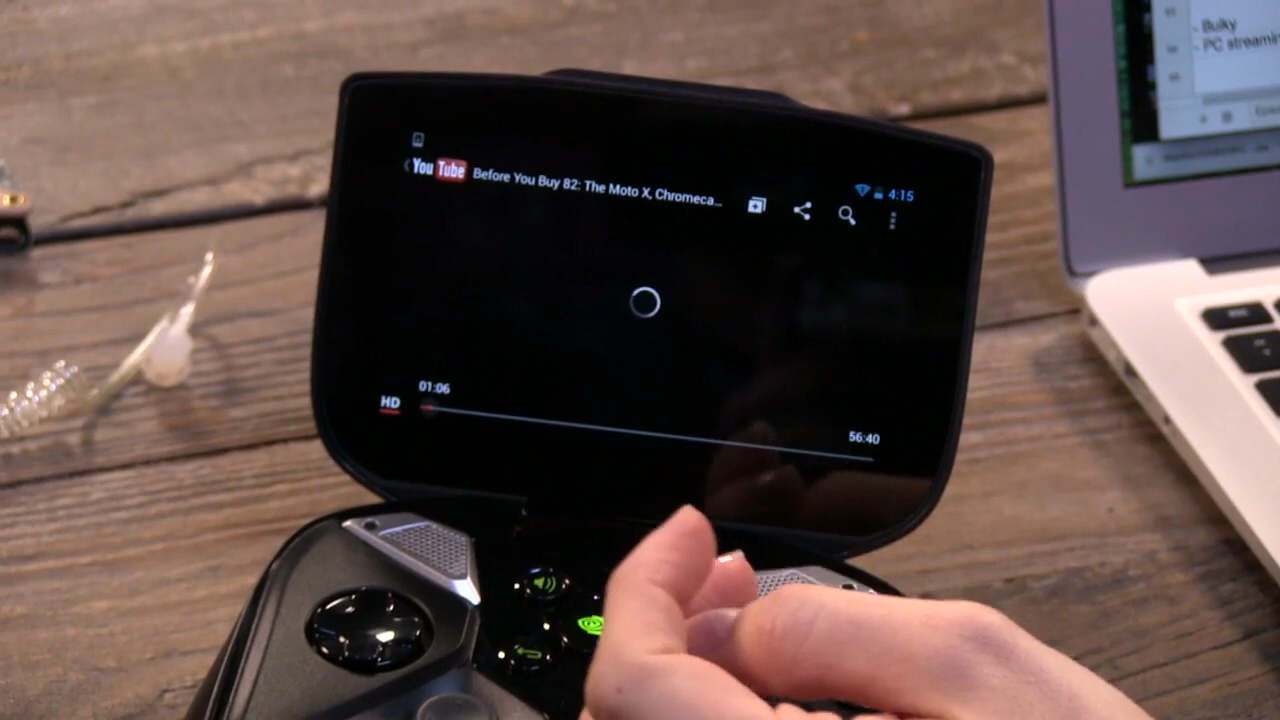 YouTube Before You Buy 82: The Moto X, Chromeca...
4:15
01:06
HD
56:40
- Bulky
- PC streamin